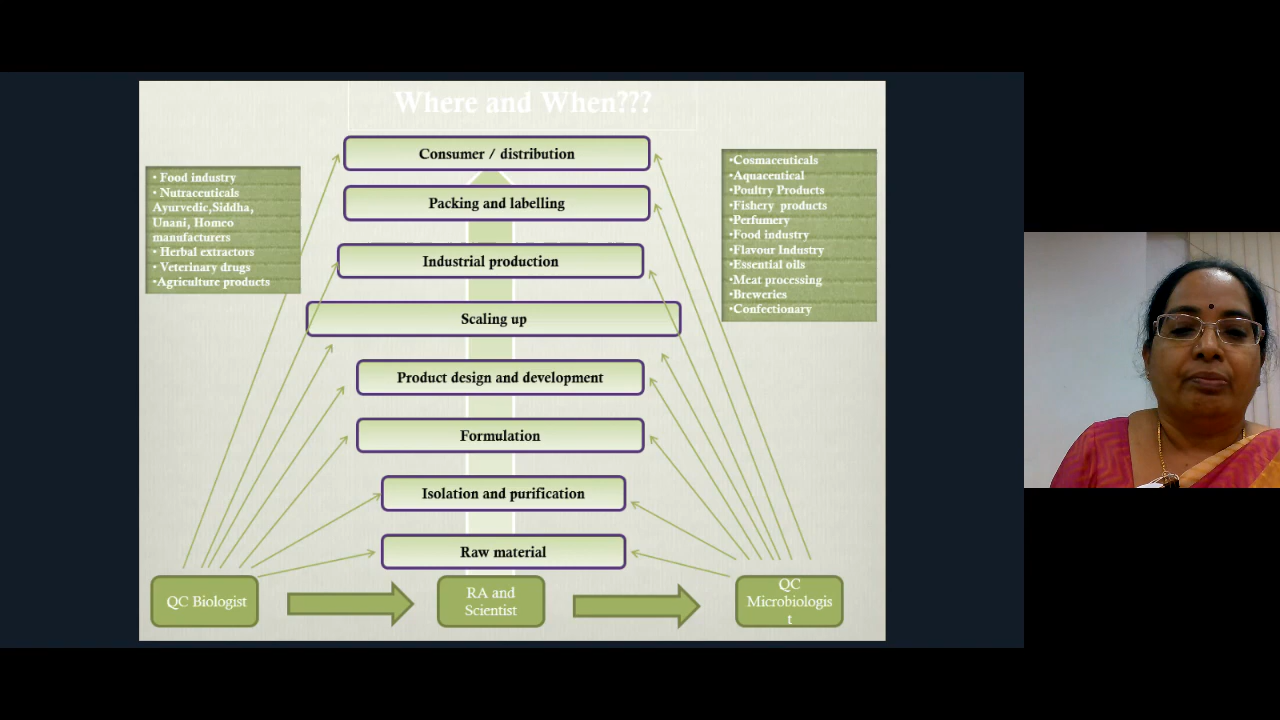 Where and When???
Consumer / distribution
Packing and labelling
Industrial production
Scaling up
Product design and development
Formulation
Isolation and purification
Raw material
• Food industry
• Nutraceuticals
Ayurvedic,Siddha,
Unani, Homeo
manufacturers
• Herbal extractors
• Veterinary drugs
•Agriculture products
•Cosmaceuticals
•Aquaceutical
•Poultry Products
•Fishery products
•Perfumery
•Food industry
•Flavour Industry
•Essential oils
•Meat processing
•Breweries
•Confectionary
QC Biologist
RA and
Scientist
QC
Microbiologis
t